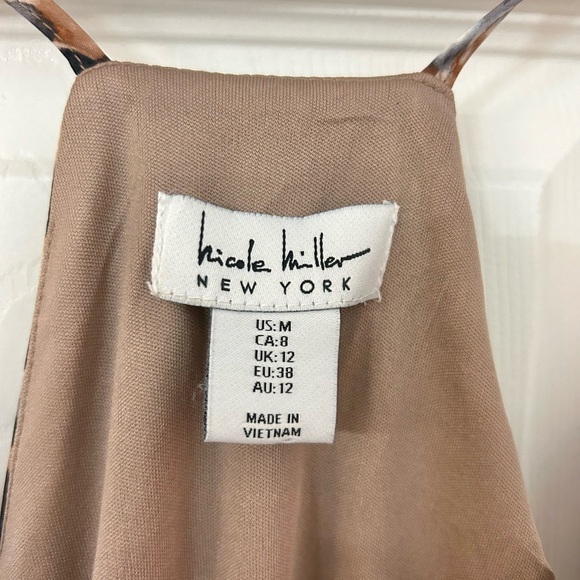 nicole miller
NEW YORK
US:M
CA:8
UK:12
EU:38
AU:12
MADE IN
VIETNAM